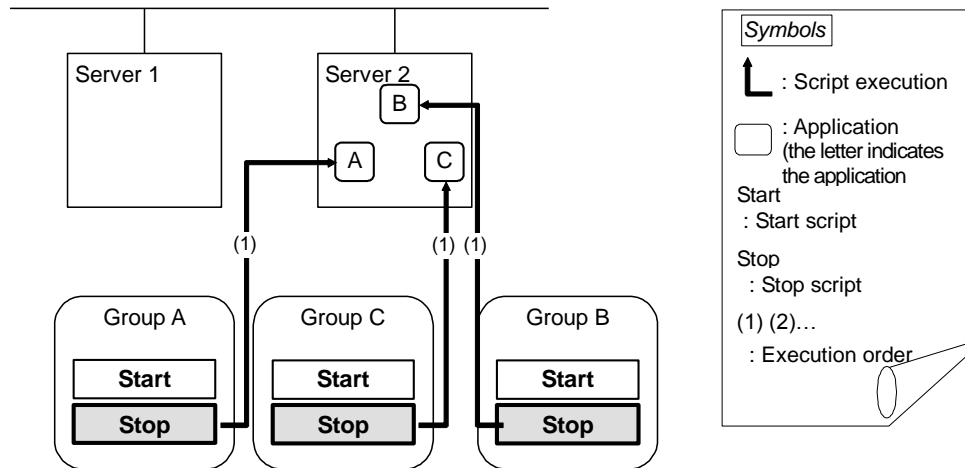 Server 1
Server 2
B
A
C
(1)
(1)
(1)
Group A
Group C
Group B
Start
Start
Start
Stop
Stop
Stop
Symbols
: Script execution
: Application
(the letter indicates
the application
Start
: Start script
Stop
: Stop script
(1) (2)…
: Execution order